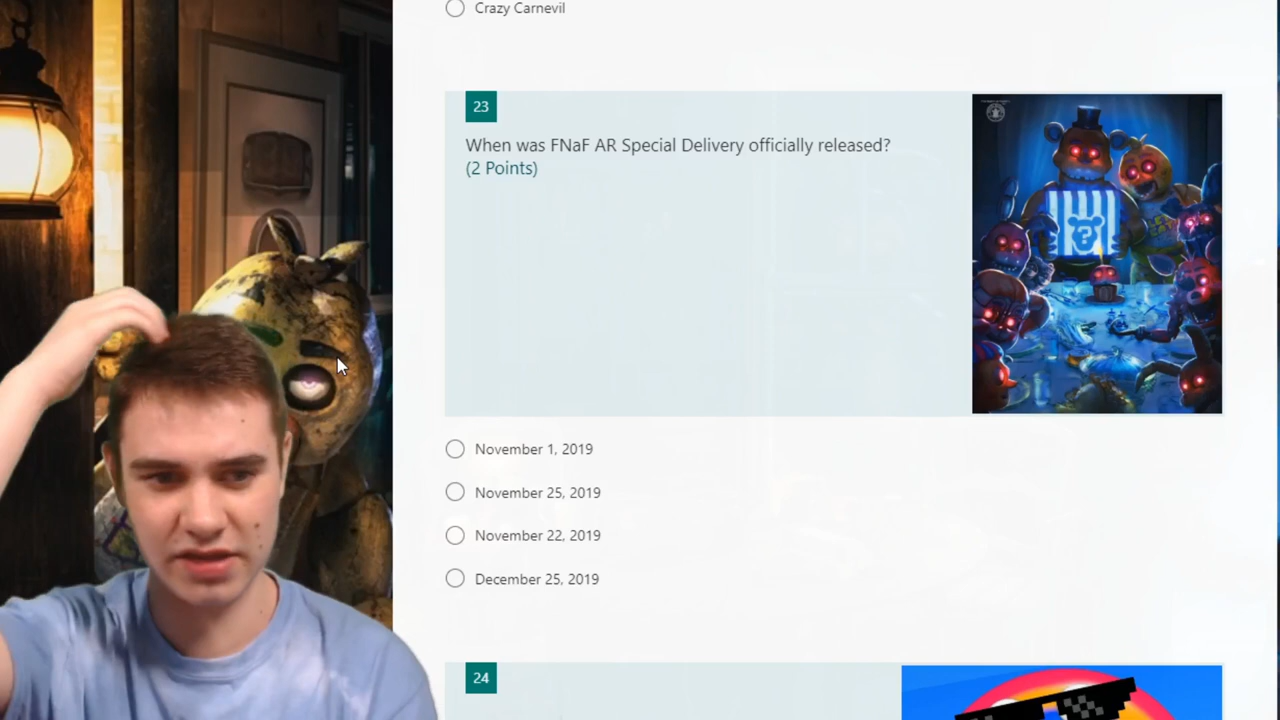 Crazy Carnevil
23
When was FNaF AR Special Delivery officially released?
(2 Points)
November 1, 2019
November 25, 2019
November 22, 2019
December 25, 2019
24